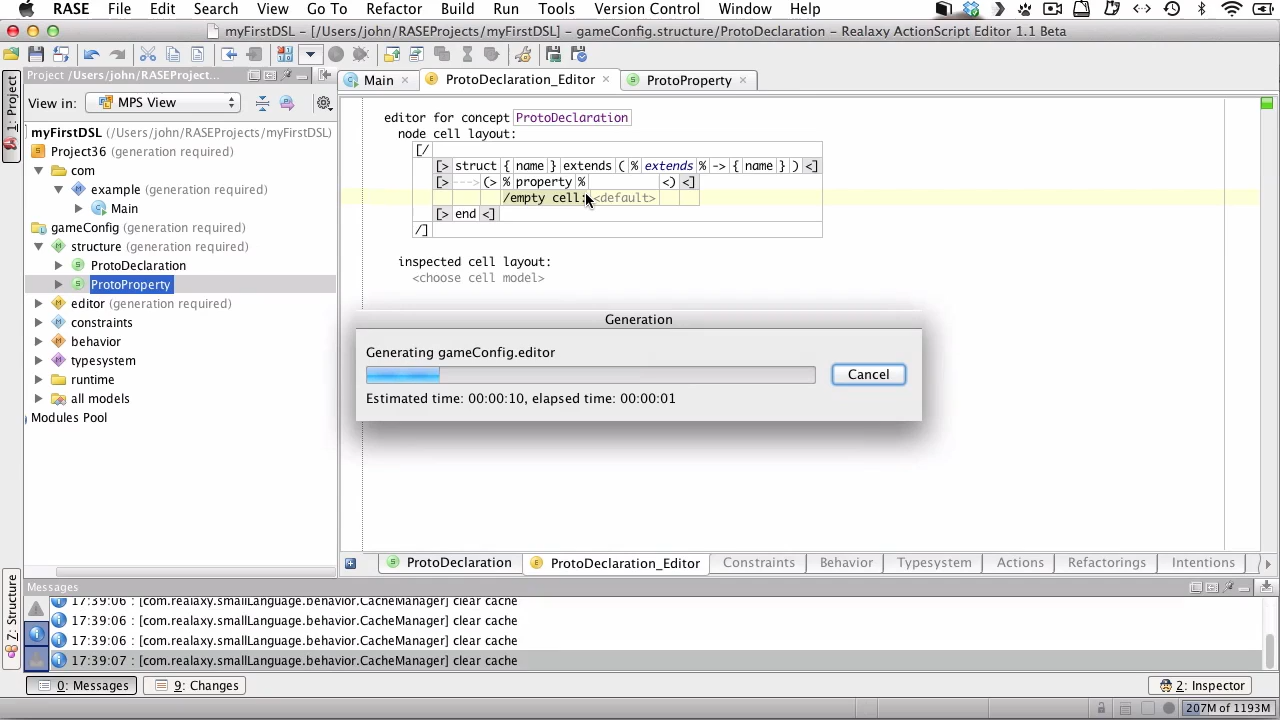 RASE File Edit View Search Go To Refactor Build Run Tools Version Control Window Help
myFirstDSL – [/Users/john/RASEProjects/myFirstDSL] – gameConfig.structure/ProtoDeclaration – Realaxy ActionScript Editor 1.1 Beta
Project /Users/john/RASEProject...
Main ProtoDeclaration_Editor ProtoProperty
1: Project
View in: MPS View
myFirstDSL (/Users/john/RASEProjects/myFirstDSL)
Project36 (generation required)
com
example (generation required)
Main
gameConfig (generation required)
structure (generation required)
ProtoDeclaration
ProtoProperty
editor (generation required)
constraints
behavior
typesystem
runtime
all models
Modules Pool
editor for concept ProtoDeclaration
node cell layout:
[/
[> struct { name } extends ( % extends % -> { name } ) <]
[> ---> (> % property % <) <]
/empty cell: <default>
[> end <]
/]
inspected cell layout:
<choose cell model>
Generation
Generating gameConfig.editor
Cancel
Estimated time: 00:00:10, elapsed time: 00:00:01
ProtoDeclaration ProtoDeclaration_Editor Constraints Behavior Typesystem Actions Refactorings Intentions
Z: Structure
Messages
17:39:06 : [com.realaxy.smallLanguage.behavior.CacheManager] clear cache
17:39:06 : [com.realaxy.smallLanguage.behavior.CacheManager] clear cache
17:39:06 : [com.realaxy.smallLanguage.behavior.CacheManager] clear cache
17:39:07 : [com.realaxy.smallLanguage.behavior.CacheManager] clear cache
0: Messages 9: Changes 2: Inspector
207M of 1193M